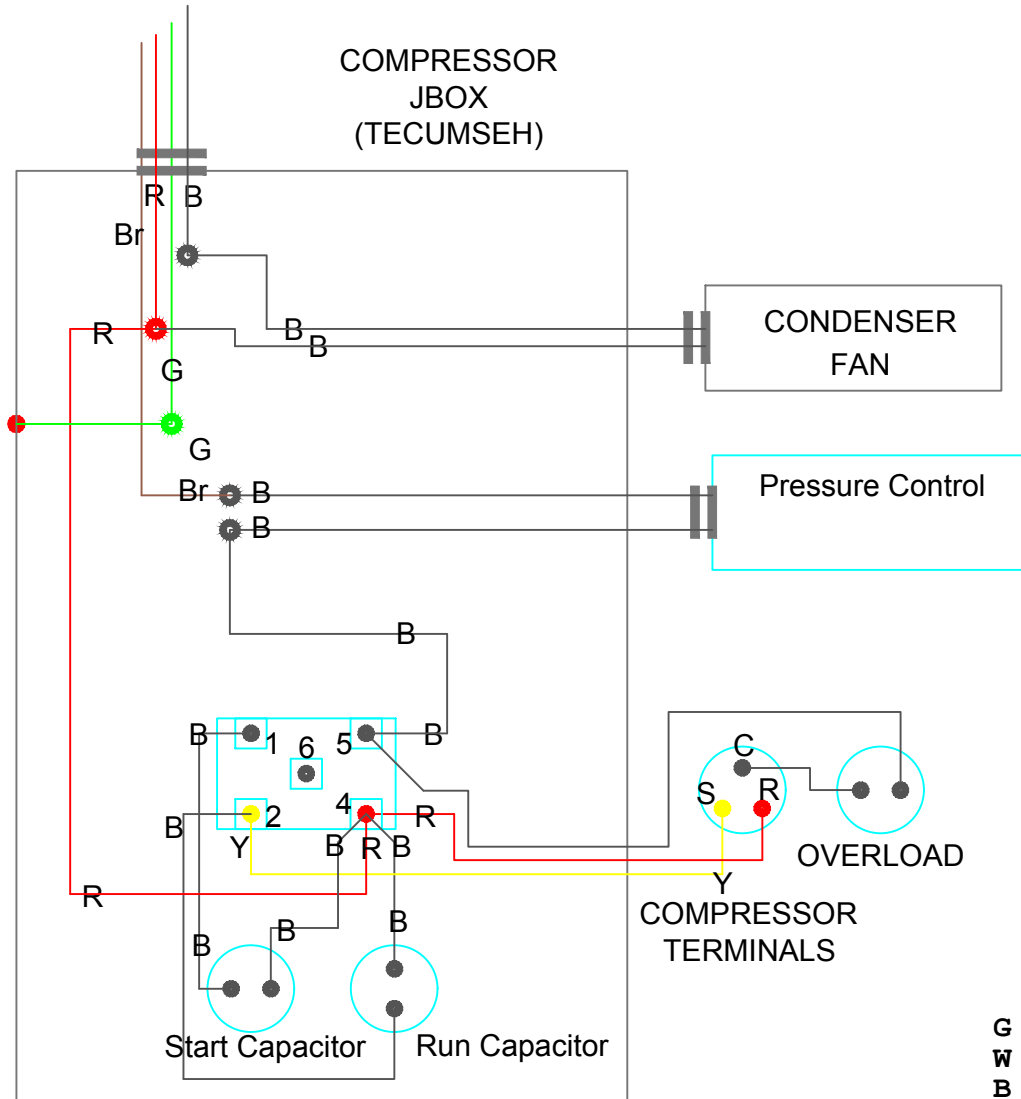 COMPRESSOR
JBOX
(TECUMSEH)
R B
Br
CONDENSER
FAN
R
B
B
G
G
Br B
B
Pressure Control
B
B 1 6 5 B
C
S R
B 2 4 R
Y B R B
OVERLOAD
Y
R
COMPRESSOR
TERMINALS
B B B
Start Capacitor Run Capacitor
G
W
B